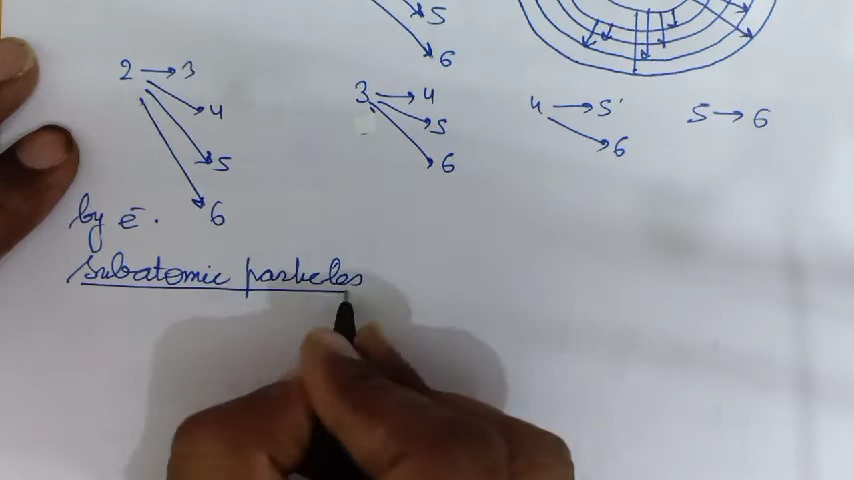 5
6
2 → 3
4
5
6
3 → 4
5
6
4 → 5
6
5 → 6
by e⁻.
subatomic particles